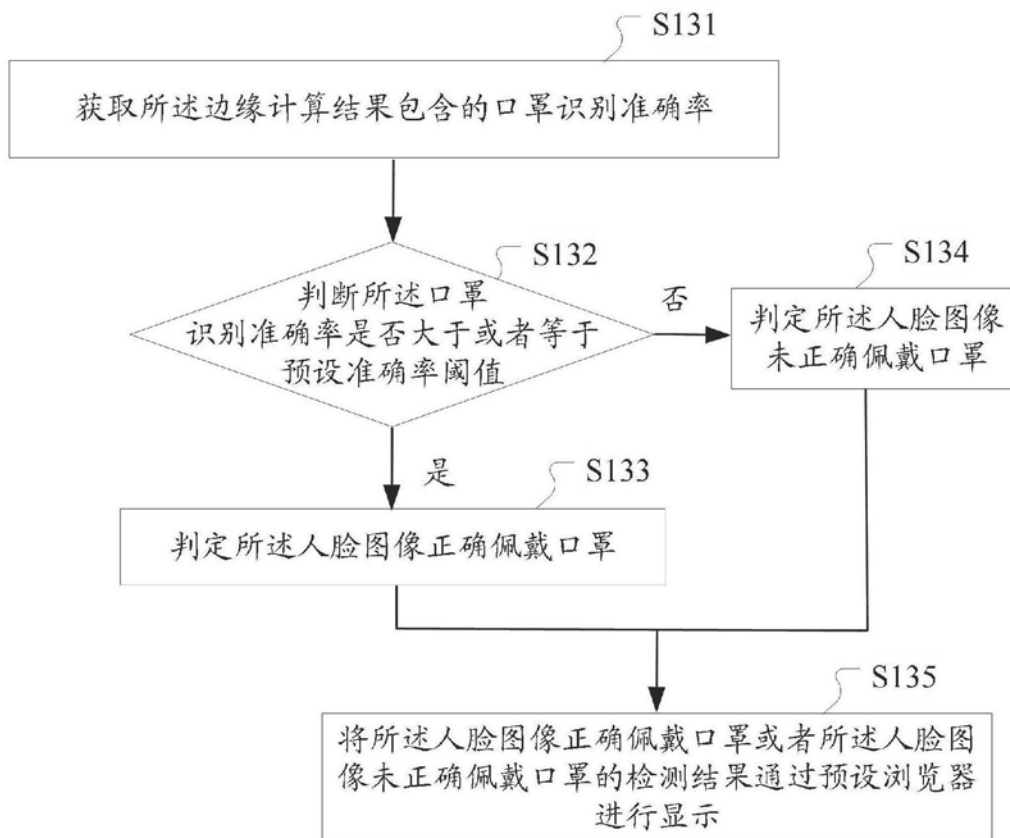 S131
获取所述边缘计算结果包含的口罩识别准确率
S132
判断所述口罩
识别准确率是否大于或者等于
预设准确率阈值
否
S134
判定所述人脸图像
未正确佩戴口罩
是
S133
判定所述人脸图像正确佩戴口罩
S135
将所述人脸图像正确佩戴口罩或者所述人脸图
像未正确佩戴口罩的检测结果通过预设浏览器
进行显示